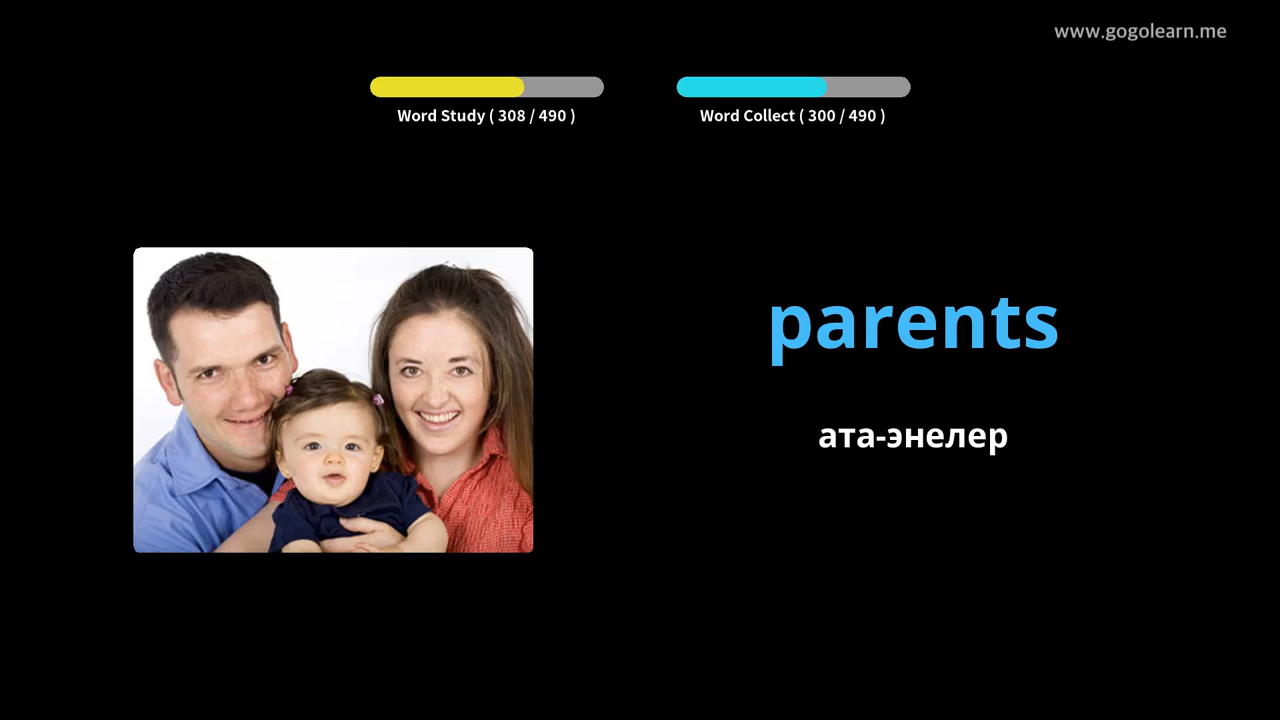 www.gogolearn.me
Word Study ( 308 / 490 )
Word Collect ( 300 / 490 )
parents
ата-энелер